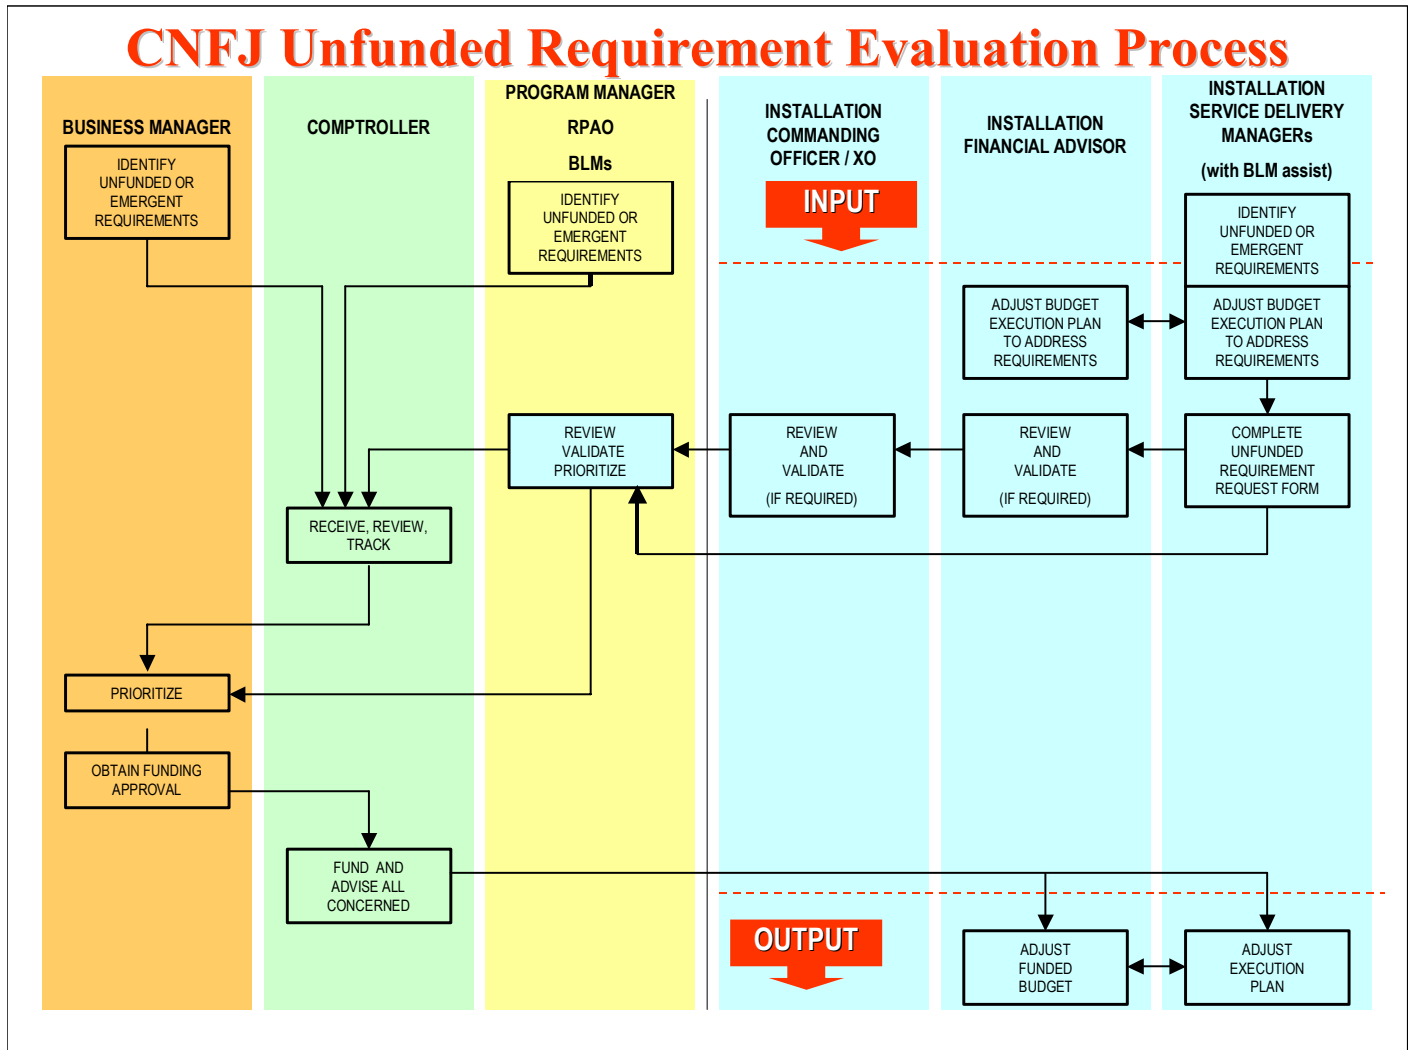 CNFJ Unfunded Requirement Evaluation Process
BUSINESS MANAGER
IDENTIFY
UNFUNDED OR
EMERGENT
REQUIREMENTS
COMPTROLLER
PROGRAM MANAGER
RPAO
BLMs
IDENTIFY
UNFUNDED OR
EMERGENT
REQUIREMENTS
INSTALLATION
COMMANDING
OFFICER / XO
INPUT
INSTALLATION
FINANCIAL ADVISOR
INSTALLATION
SERVICE DELIVERY
MANAGERs
(with BLM assist)
IDENTIFY
UNFUNDED OR
EMERGENT
REQUIREMENTS
ADJUST BUDGET
EXECUTION PLAN
TO ADDRESS
REQUIREMENTS
ADJUST BUDGET
EXECUTION PLAN
TO ADDRESS
REQUIREMENTS
REVIEW
VALIDATE
PRIORITIZE
REVIEW
AND
VALIDATE
(IF REQUIRED)
REVIEW
AND
VALIDATE
(IF REQUIRED)
COMPLETE
UNFUNDED
REQUIREMENT
REQUEST FORM
RECEIVE, REVIEW,
TRACK
PRIORITIZE
OBTAIN FUNDING
APPROVAL
FUND AND
ADVISE ALL
CONCERNED
OUTPUT
ADJUST
FUNDED
BUDGET
ADJUST
EXECUTION
PLAN